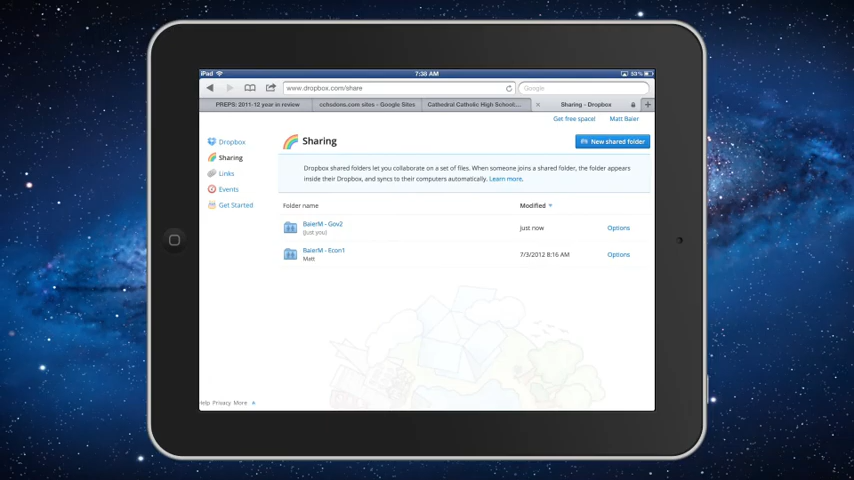 iPad 7:38 AM 59%
www.dropbox.com/share Google
PREPS: 2011-12 year in review cchsdons.com sites - Google Sites Cathedral Catholic High School,... Sharing - Dropbox
Get free space! Matt Baier
Dropbox
Sharing
Links
Events
Get Started
Sharing
New shared folder
Dropbox shared folders let you collaborate on a set of files. When someone joins a shared folder, the folder appears
inside their Dropbox, and syncs to their computers automatically. Learn more.
Folder name Modified
BaierM - Gov2 Just now Options
(Just you)
BaierM - Econ1 7/3/2012 8:16 AM Options
Matt
Help Privacy More